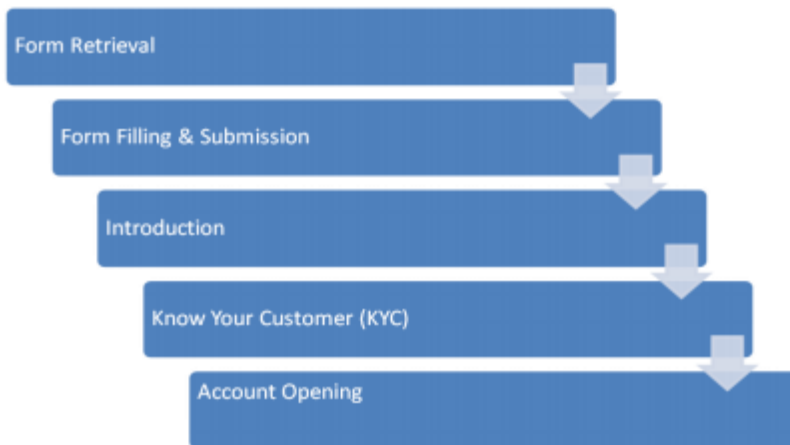 Form Retrieval
Form Filling & Submission
Introduction
Know Your Customer (KYC)
Account Opening